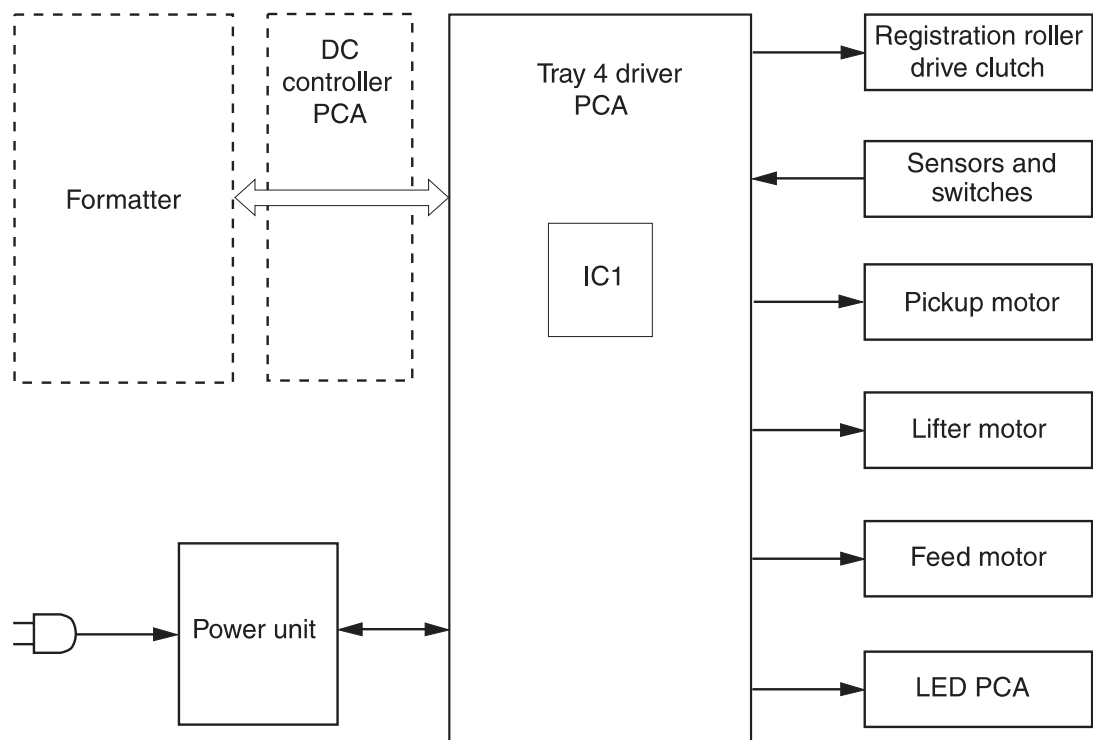 Formatter
DC
controller
PCA
Tray 4 driver
PCA
IC1
Power unit
Registration roller
drive clutch
Sensors and
switches
Pickup motor
Lifter motor
Feed motor
LED PCA